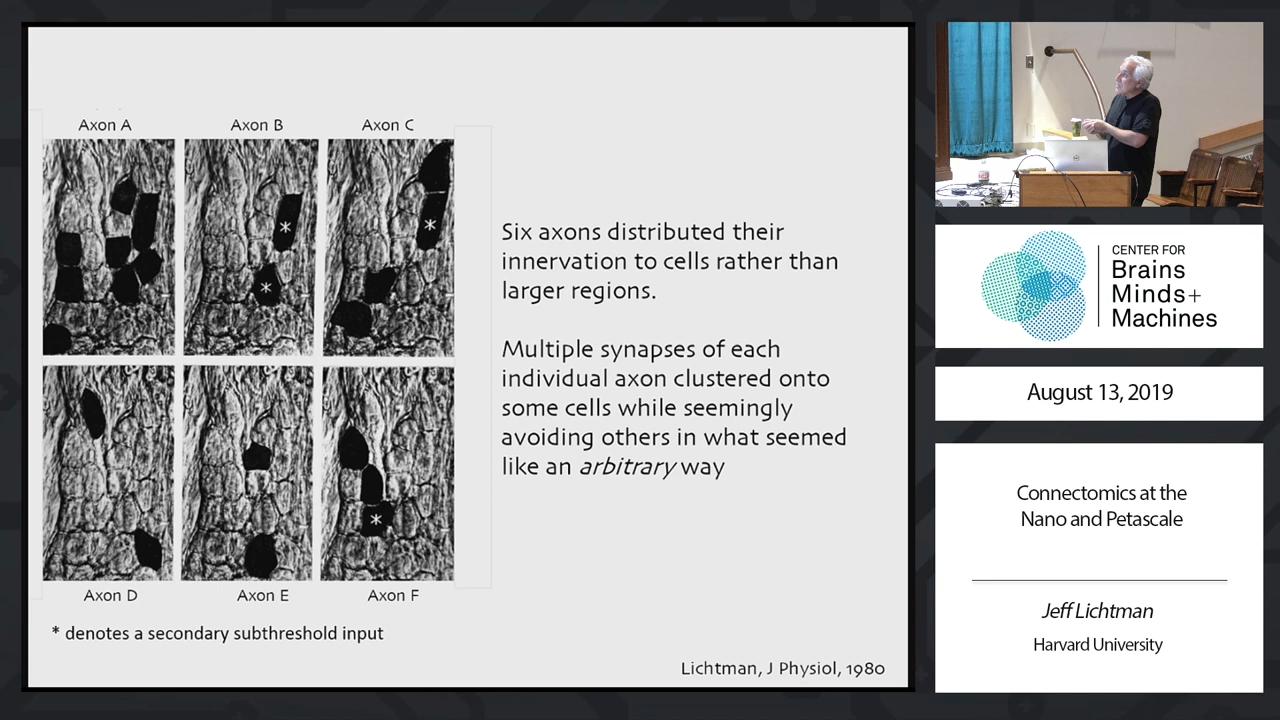 Axon A
Axon B
Axon C
*
*
*
Axon D
Axon E
Axon F
*
* denotes a secondary subthreshold input
Six axons distributed their
innervation to cells rather than
larger regions.
Multiple synapses of each
individual axon clustered onto
some cells while seemingly
avoiding others in what seemed
like an arbitrary way
Lichtman, J Physiol, 1980
CENTER FOR
Brains
Minds+
Machines
August 13, 2019
Connectomics at the
Nano and Petascale
Jeff Lichtman
Harvard University